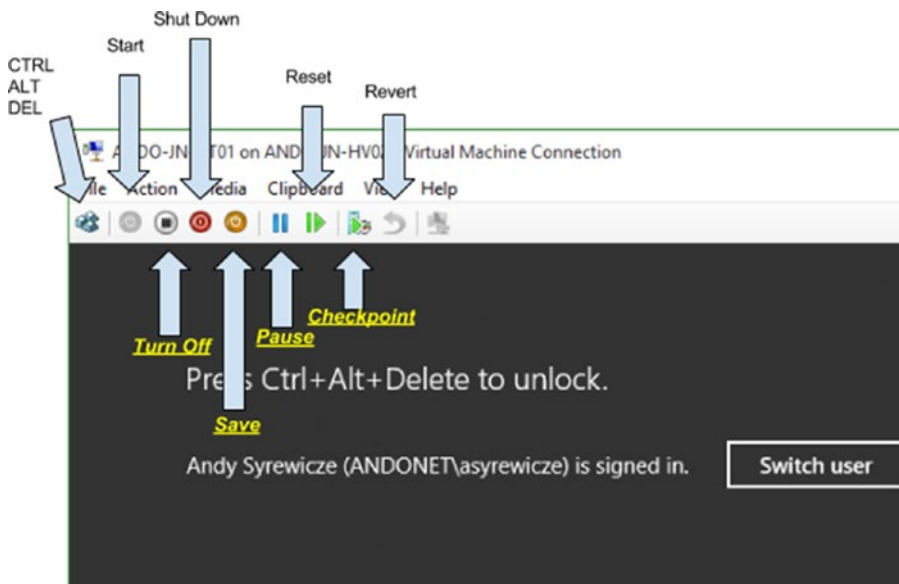 Shut Down
Start
CTRL
ALT
DEL
Reset
Revert
on
Virtual Machine Connection
Action
Clipboard
Help
Turn Off
Pause
Checkpoint
Ctrl+Alt+Delete to unlock.
Save
Andy Syrewicze (ANDONET\asyrewicze) is signed in.
Switch user